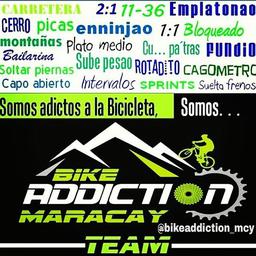 CARRETERA 2:1 11-36 Emplatonao
CERRO picas enninjao 1:1 Bloqueado
montañas Plato medio Cu... pa'tras PUNDIO
Bailarina Sube pesao ROTADITO CAGOMETRO
Soltar piernas Intervalos SPRINTS Suelta frenos
Capo abierto
Somos adictos a la Bicicleta, Somos...
BIKE
ADDICTION
MARACAY
@bikeaddiction_mcy
TEAM